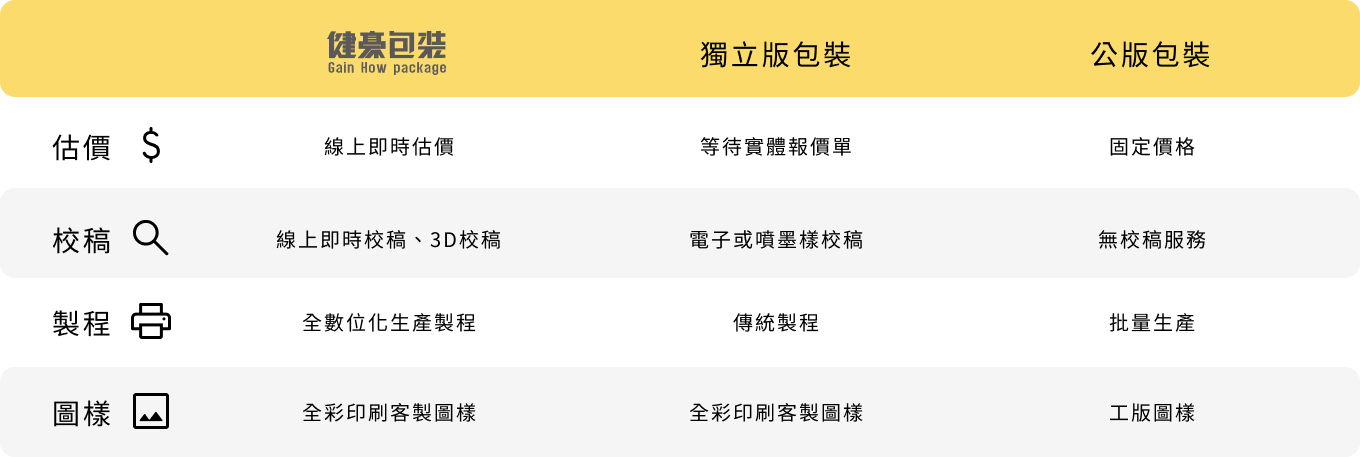 健豪包裝 獨立版包裝 公版包裝
Gain How package
估價 $ 線上即時估價 等待實體報價單 固定價格
校稿 線上即時校稿、3D校稿 電子或噴墨樣校稿 無校稿服務
製程 全數位化生產製程 傳統製程 批量生產
圖樣 全彩印刷客製圖樣 全彩印刷客製圖樣 工版圖樣